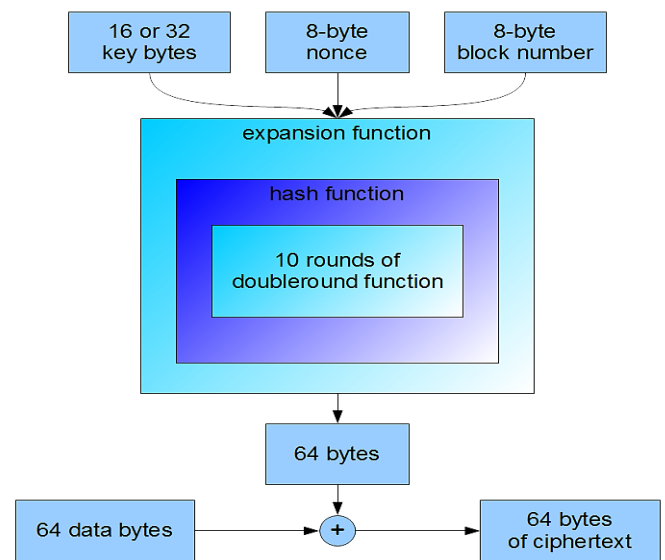 16 or 32
key bytes
8-byte
nonce
8-byte
block number
expansion function
hash function
10 rounds of
doubleround function
64 bytes
64 data bytes
+
64 bytes
of ciphertext